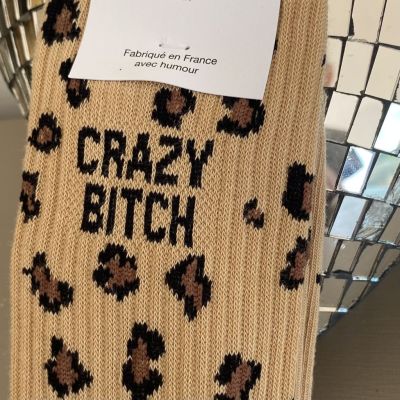 Fabriqué en France
avec humour
CRAZY
BITCH